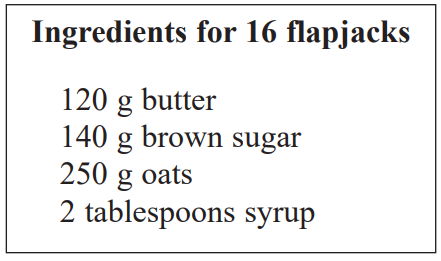 Ingredients for 16 flapjacks
120 g butter
140 g brown sugar
250 g oats
2 tablespoons syrup